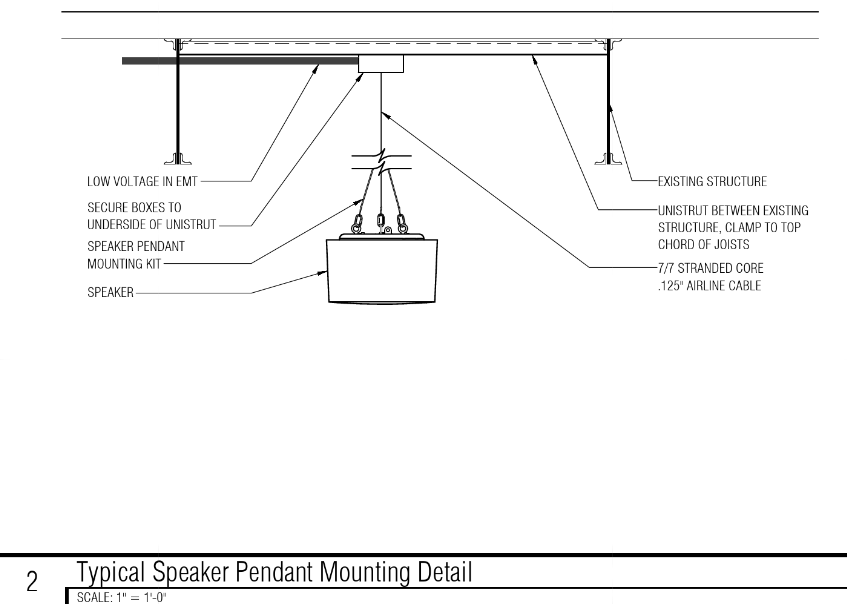 LOW VOLTAGE IN EMT
SECURE BOXES TO
UNDERSIDE OF UNISTRUT
SPEAKER PENDANT
MOUNTING KIT
SPEAKER
EXISTING STRUCTURE
UNISTRUT BETWEEN EXISTING
STRUCTURE, CLAMP TO TOP
CHORD OF JOISTS
7/7 STRANDED CORE
.125" AIRLINE CABLE
2
Typical Speaker Pendant Mounting Detail
SCALE: 1" = 1'-0"